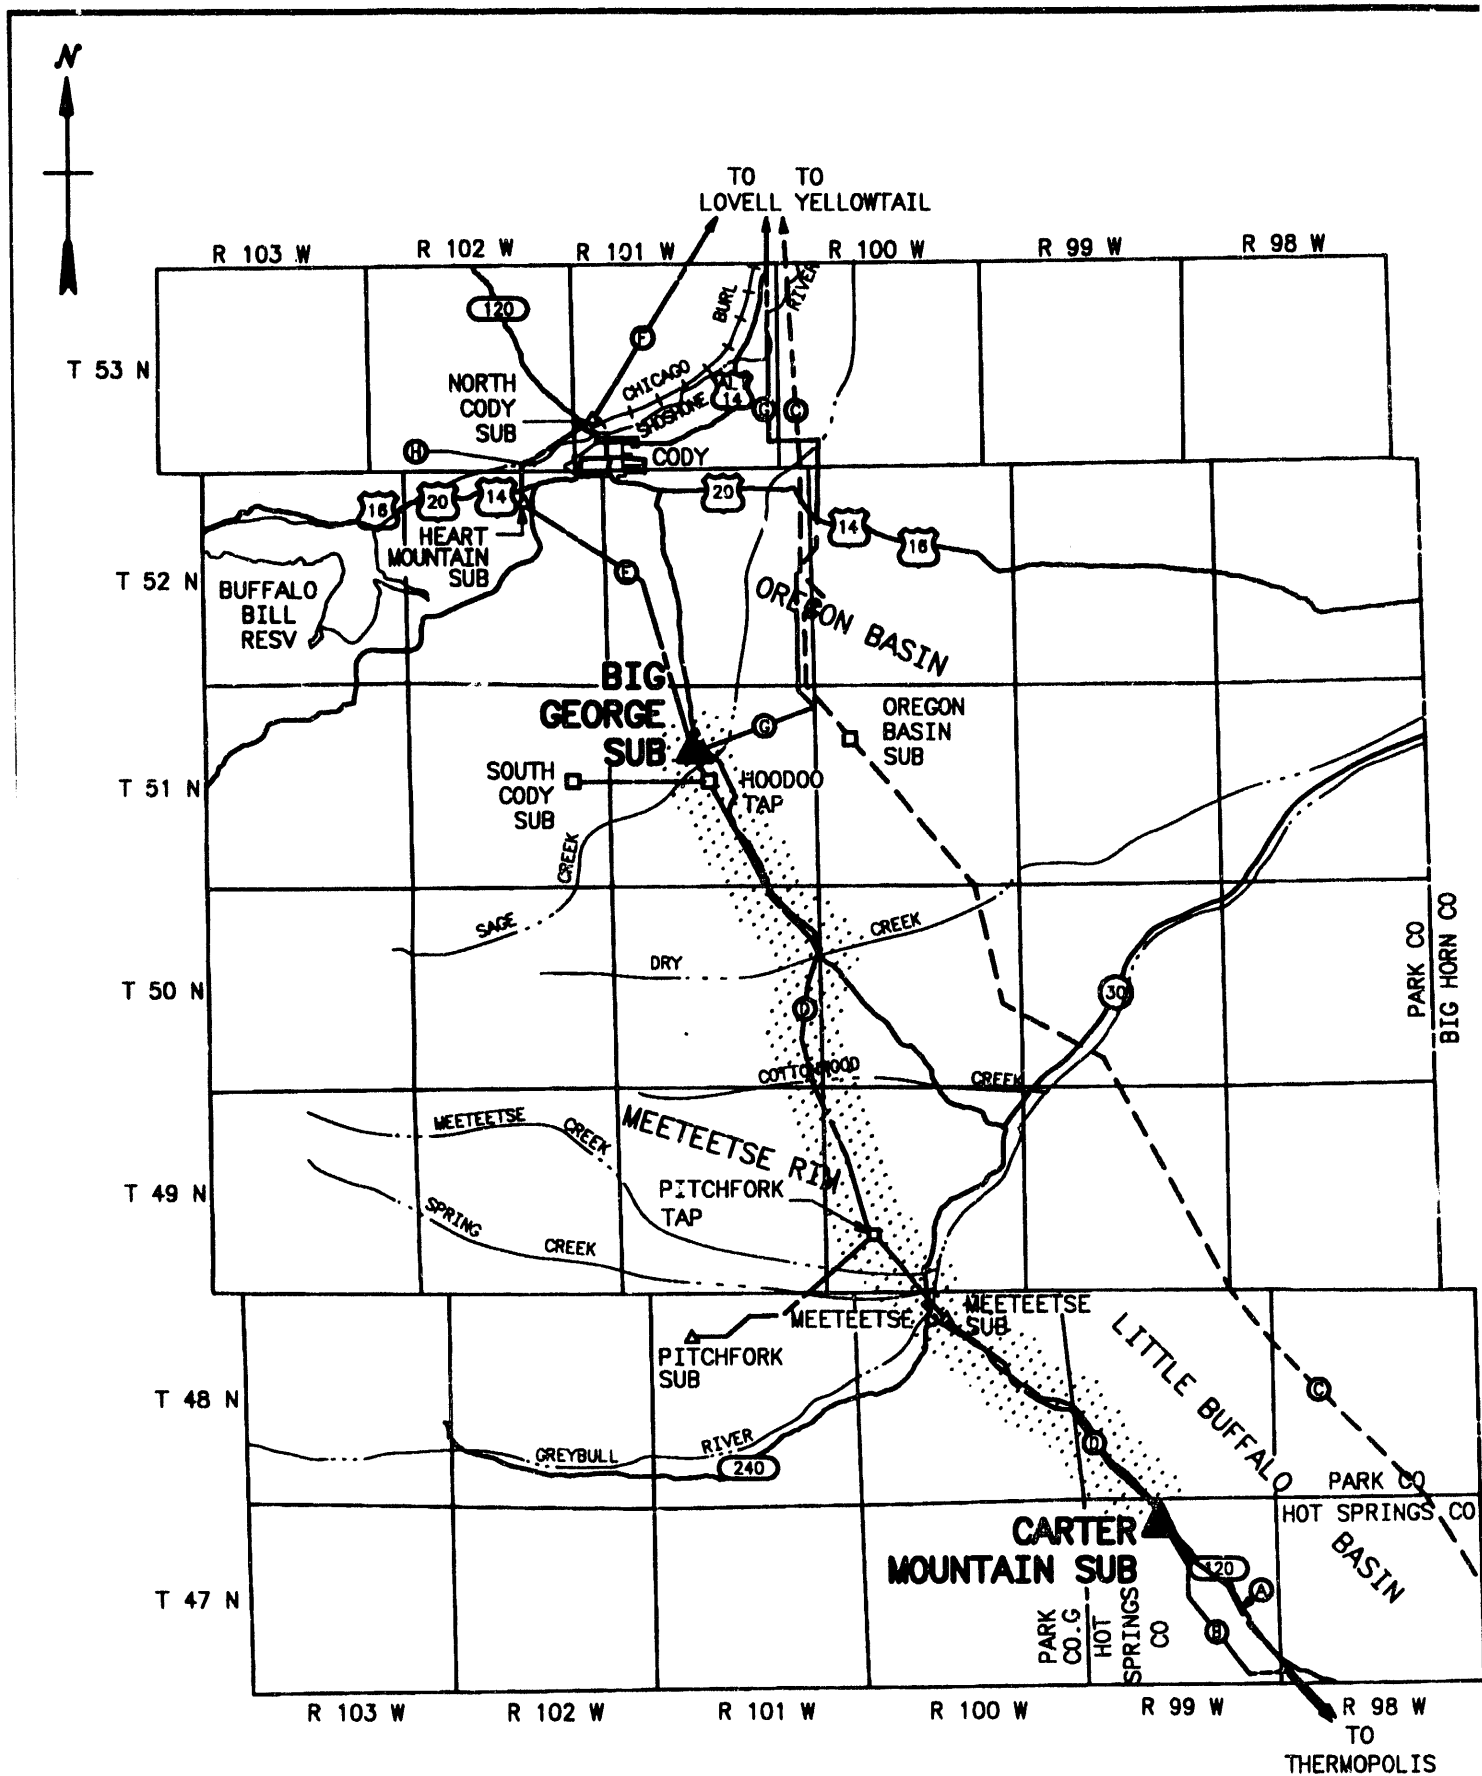 N
TO TO
LOVELL YELLOWTAIL
R 103 W
R 102 W
R 101 W
R 100 W
R 99 W
R 98 W
120
BURL
RIVER
F
T 53 N
NORTH
CODY
SUB
CHICAGO
SHOSHONE
ALT
14
G
C
H
CODY
16
20
14
20
14
16
HEART
MOUNTAIN
SUB
T 52 N
BUFFALO
BILL
RESV
E
OREGON BASIN
BIG
GEORGE
SUB
G
OREGON
BASIN
SUB
T 51 N
SOUTH
CODY
SUB
HOODOO
TAP
CREEK
SAGE
DRY
CREEK
PARK CO
BIG HORN CO
T 50 N
30
D
COTTONWOOD
CREEK
MEETEETSE
CREEK
MEETEETSE RIM
T 49 N
PITCHFORK
TAP
SPRING
CREEK
MEETEETSE
MEETEETSE
SUB
PITCHFORK
SUB
LITTLE BUFFALO
BASIN
T 48 N
C
GREYBULL
RIVER
240
D
PARK CO
HOT SPRINGS CO
CARTER
MOUNTAIN SUB
120
A
T 47 N
B
PARK
CO.G
HOT
SPRINGS
CO
R 103 W
R 102 W
R 101 W
R 100 W
R 99 W
R 98 W
TO
THERMOPOLIS